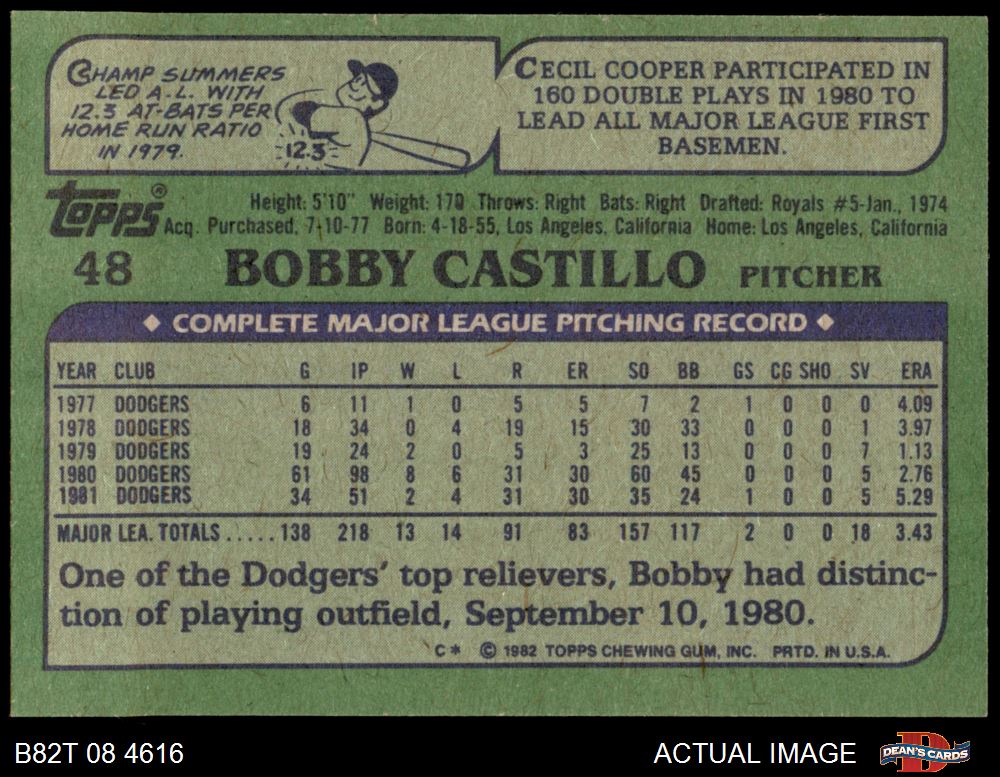 CHAMP SUMMERS
LED A.L. WITH
12.3 AT-BATS PER
HOME RUN RATIO
IN 1979.
12.3
CECIL COOPER PARTICIPATED IN
160 DOUBLE PLAYS IN 1980 TO
LEAD ALL MAJOR LEAGUE FIRST
BASEMEN.
topps®
Height: 5'10" Weight: 170 Throws: Right Bats: Right Drafted: Royals #5-Jan., 1974
Acq. Purchased, 7-10-77 Born: 4-18-55, Los Angeles, California Home: Los Angeles, California
48 BOBBY CASTILLO PITCHER
◆ COMPLETE MAJOR LEAGUE PITCHING RECORD ◆
YEAR CLUB G IP W L R ER SO BB GS CG SHO SV ERA
1977 DODGERS 6 11 1 0 5 5 7 2 1 0 0 0 4.09
1978 DODGERS 18 34 0 4 19 15 30 33 0 0 0 1 3.97
1979 DODGERS 19 24 2 0 5 3 25 13 0 0 0 7 1.13
1980 DODGERS 61 98 8 6 31 30 60 45 0 0 0 5 2.76
1981 DODGERS 34 51 2 4 31 30 35 24 1 0 0 5 5.29
MAJOR LEA. TOTALS.....138 218 13 14 91 83 157 117 2 0 0 18 3.43
One of the Dodgers' top relievers, Bobby had distinc-
tion of playing outfield, September 10, 1980.
C* © 1982 TOPPS CHEWING GUM, INC. PRTD. IN U.S.A.
B82T 08 4616 ACTUAL IMAGE DEAN'S CARDS